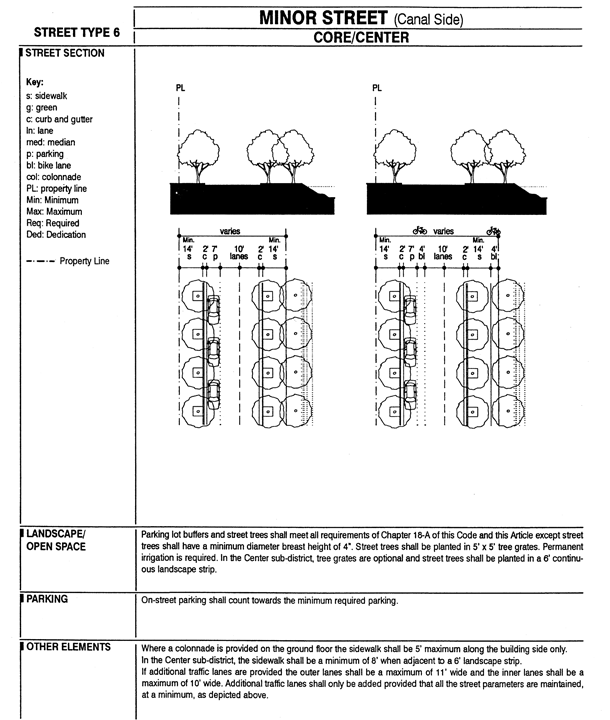 STREET TYPE 6
MINOR STREET (Canal Side)
CORE/CENTER
STREET SECTION
Key:
s: sidewalk
g: green
c: curb and gutter
ln: lane
med: median
p: parking
bl: bike lane
col: colonnade
PL: property line
Min: Minimum
Max: Maximum
Req: Required
Ded: Dedication
Property Line
PL
varies
Min. Min.
14' 2' 7' 10' 2' 14'
s c p lanes c s
PL
varies
Min. Min.
14' 2' 7' 4' 10' 2' 14' 4'
s c p bl lanes c s bl
LANDSCAPE/
OPEN SPACE
Parking lot buffers and street trees shall meet all requirements of Chapter 18-A of this Code and this Article except street
trees shall have a minimum diameter breast height of 4". Street trees shall be planted in 5' x 5' tree grates. Permanent
irrigation is required. In the Center sub-district, tree grates are optional and street trees shall be planted in a 6' continu-
ous landscape strip.
PARKING
On-street parking shall count towards the minimum required parking.
OTHER ELEMENTS
Where a colonnade is provided on the ground floor the sidewalk shall be 5' maximum along the building side only.
In the Center sub-district, the sidewalk shall be a minimum of 8' when adjacent to a 6' landscape strip.
If additional traffic lanes are provided the outer lanes shall be a maximum of 11' wide and the inner lanes shall be a
maximum of 10' wide. Additional traffic lanes shall only be added provided that all the street parameters are maintained,
at a minimum, as depicted above.